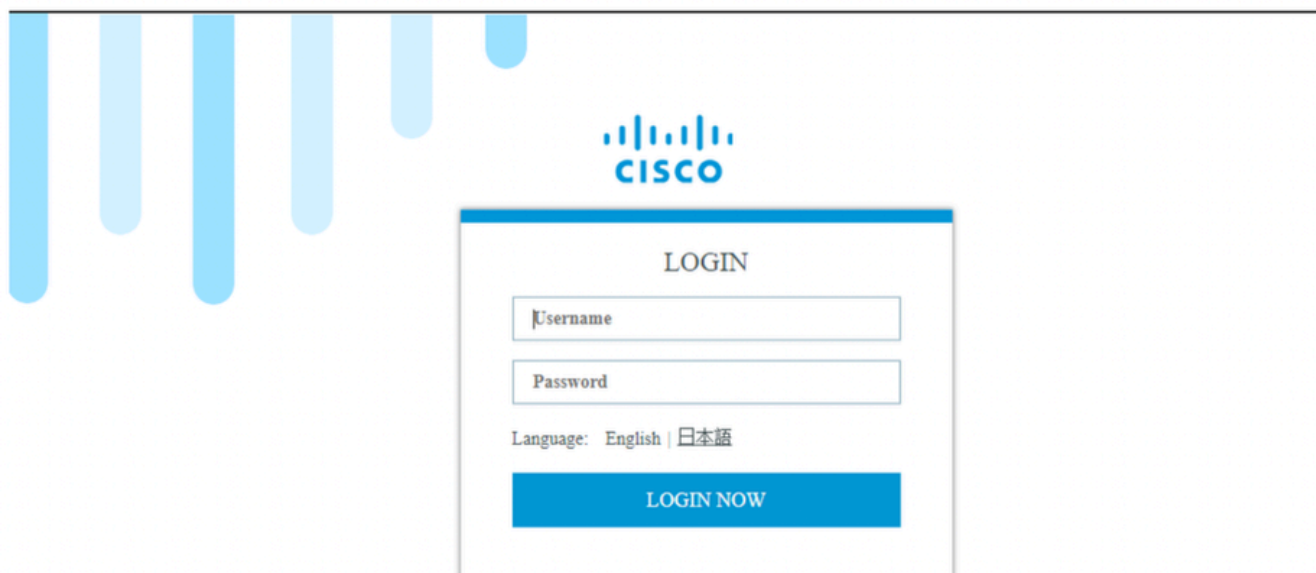 CISCO
LOGIN
Username
Password
Language: English | 日本語
LOGIN NOW